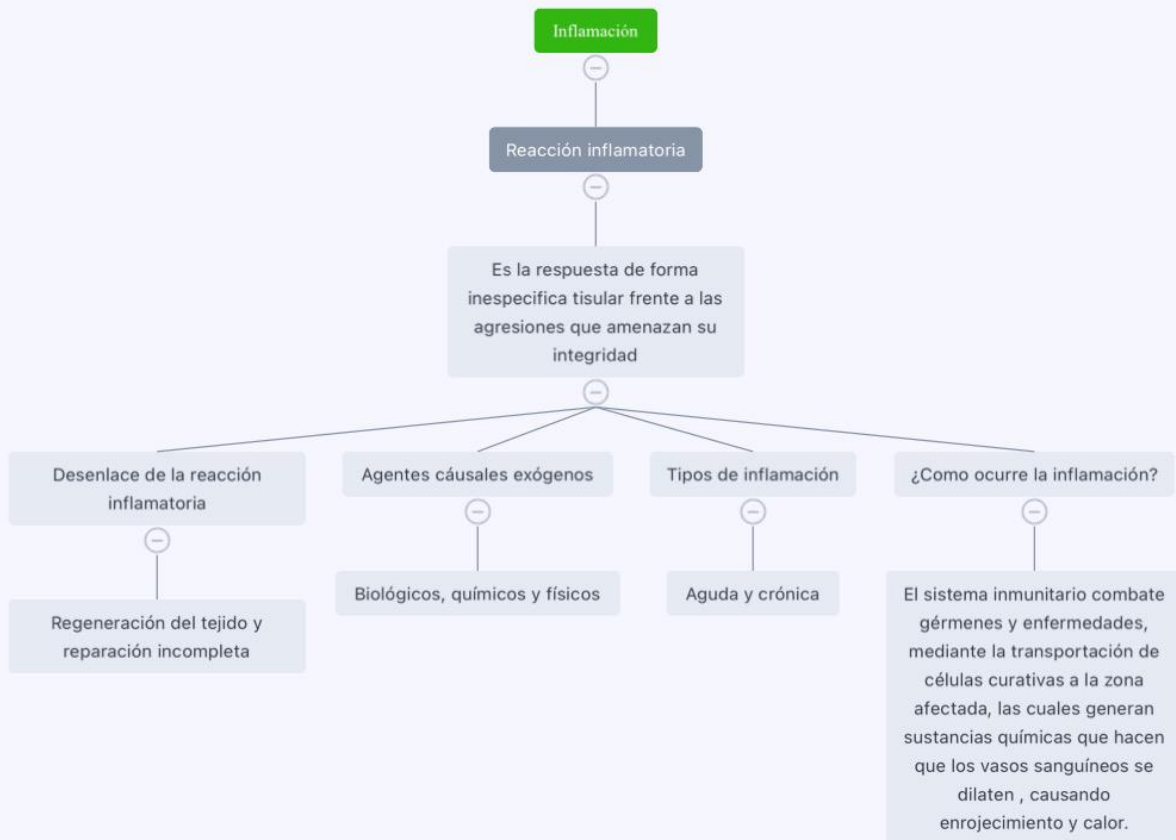 Inflamación
Reacción inflamatoria
Es la respuesta de forma
inespecifica tisular frente a las
agresiones que amenazan su
integridad
Desenlace de la reacción
inflamatoria
Regeneración del tejido y
reparación incompleta
Agentes cáusales exógenos
Biológicos, químicos y físicos
Tipos de inflamación
Aguda y crónica
¿Como ocurre la inflamación?
El sistema inmunitario combate
gérmenes y enfermedades,
mediante la transportación de
células curativas a la zona
afectada, las cuales generan
sustancias químicas que hacen
que los vasos sanguíneos se
dilaten , causando
enrojecimiento y calor.